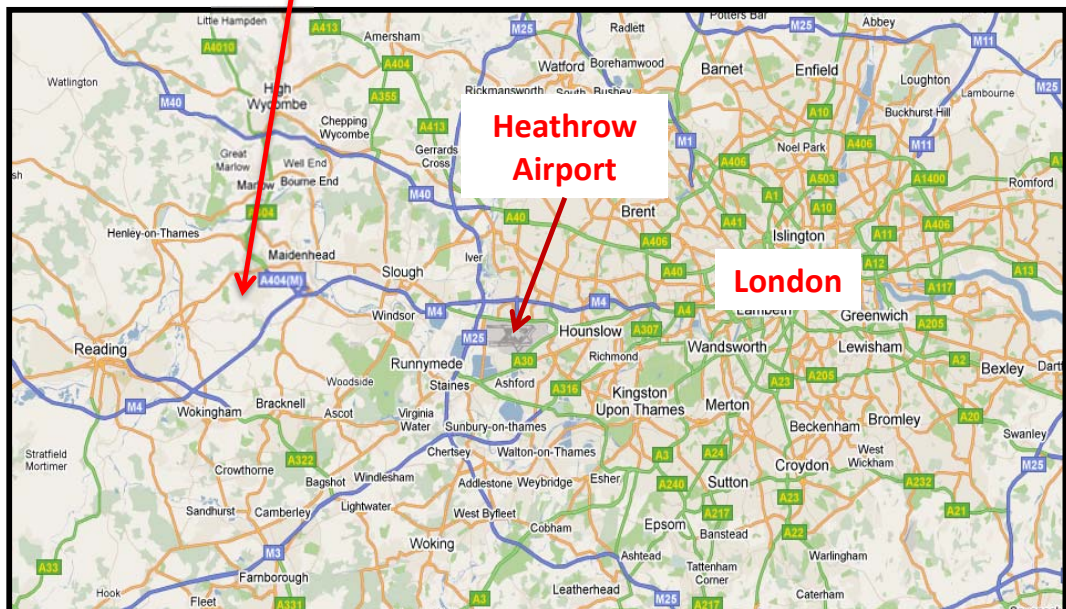 Little Hampden
A413
M25
Radlett
Potters Bar
M25
Abbey
A4010
Amersham
M11
Watlington
A404
Watford
Borehamwood
Barnet
Enfield
Loughton
M40
High
Wycombe
A355
Rickmansworth
South
Bushey
Lambourne
Chepping
Wycombe
A413
Heathrow
Airport
M1
A10
Buckhurst Hill
Great
Marlow
Well End
Gerrards
Cross
A406
Noel Park
A406
M11
Marlow
Bourne End
M40
A1
A503
A1400
Romford
A404
A40
Brent
A41
A10
A406
Henley-on-Thames
Islington
A11
Maidenhead
Iver
A406
A12
A13
A404(M)
Slough
A40
London
A117
Windsor
M4
M4
A4
Lambeth
Greenwich
M25
Hounslow
A307
A205
Reading
Runnymede
A30
Richmond
Wandsworth
Lewisham
A2
Woodside
Staines
Ashford
A316
A23
A205
Bexley
Dartf
M4
Bracknell
Ascot
Virginia
Water
Kingston
Upon Thames
Merton
Wokingham
Sunbury-on-thames
Beckenham
Bromley
A20
Stratfield
Mortimer
A322
Chertsey
Walton-on-Thames
A3
A24
West
Wickham
Swanley
Crowthorne
Bagshot
Windlesham
Addlestone
Weybridge
Esher
A240
Sutton
Croydon
A232
M25
Sandhurst
Camberley
Lightwater
West Byfleet
A217
A23
A21
Cobham
Epsom
Banstead
A22
M3
Woking
Ashtead
Tattenham
Corner
Warlingham
A33
Farnborough
Leatherhead
Caterham
Hook
Fleet
A331
A3
M25
A217